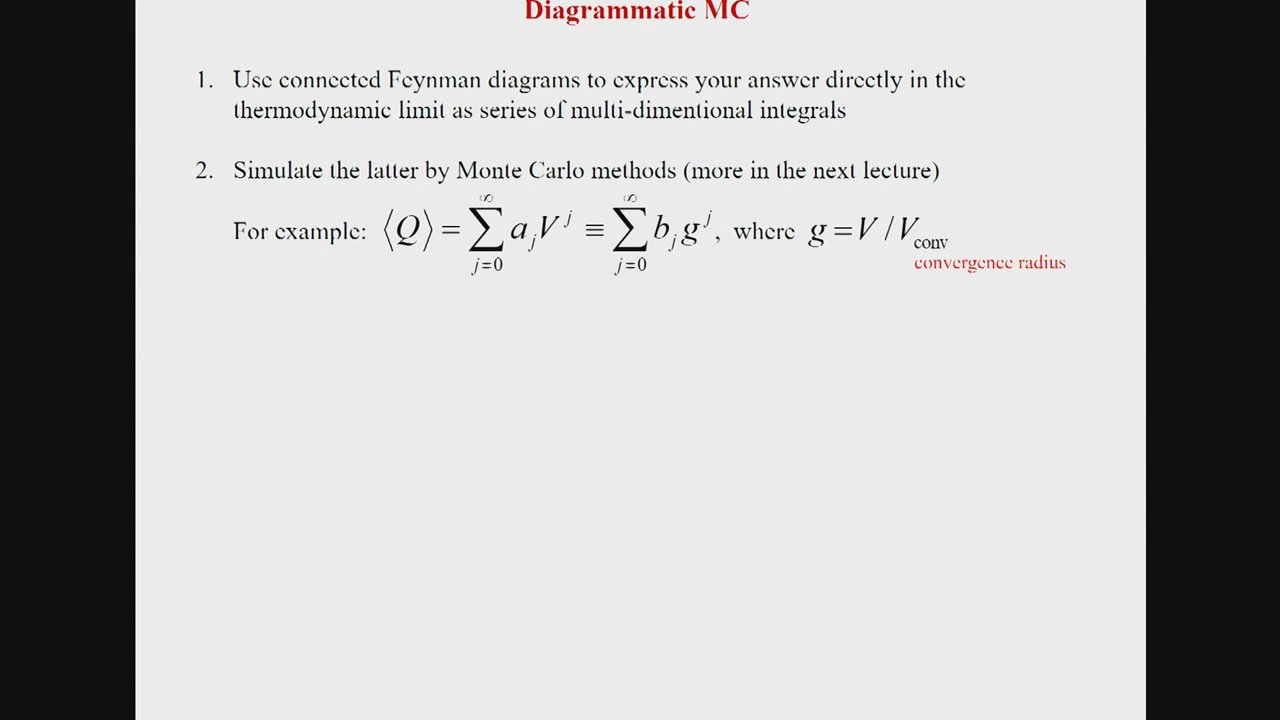 Diagrammatic MC
1. Use connected Feynman diagrams to express your answer directly in the
thermodynamic limit as series of multi-dimentional integrals
2. Simulate the latter by Monte Carlo methods (more in the next lecture)
For example: ⟨Q⟩ = ∑_{j=0}^{∞} a_j V^j ≡ ∑_{j=0}^{∞} b_j g^j, where g = V / V_conv
convergence radius